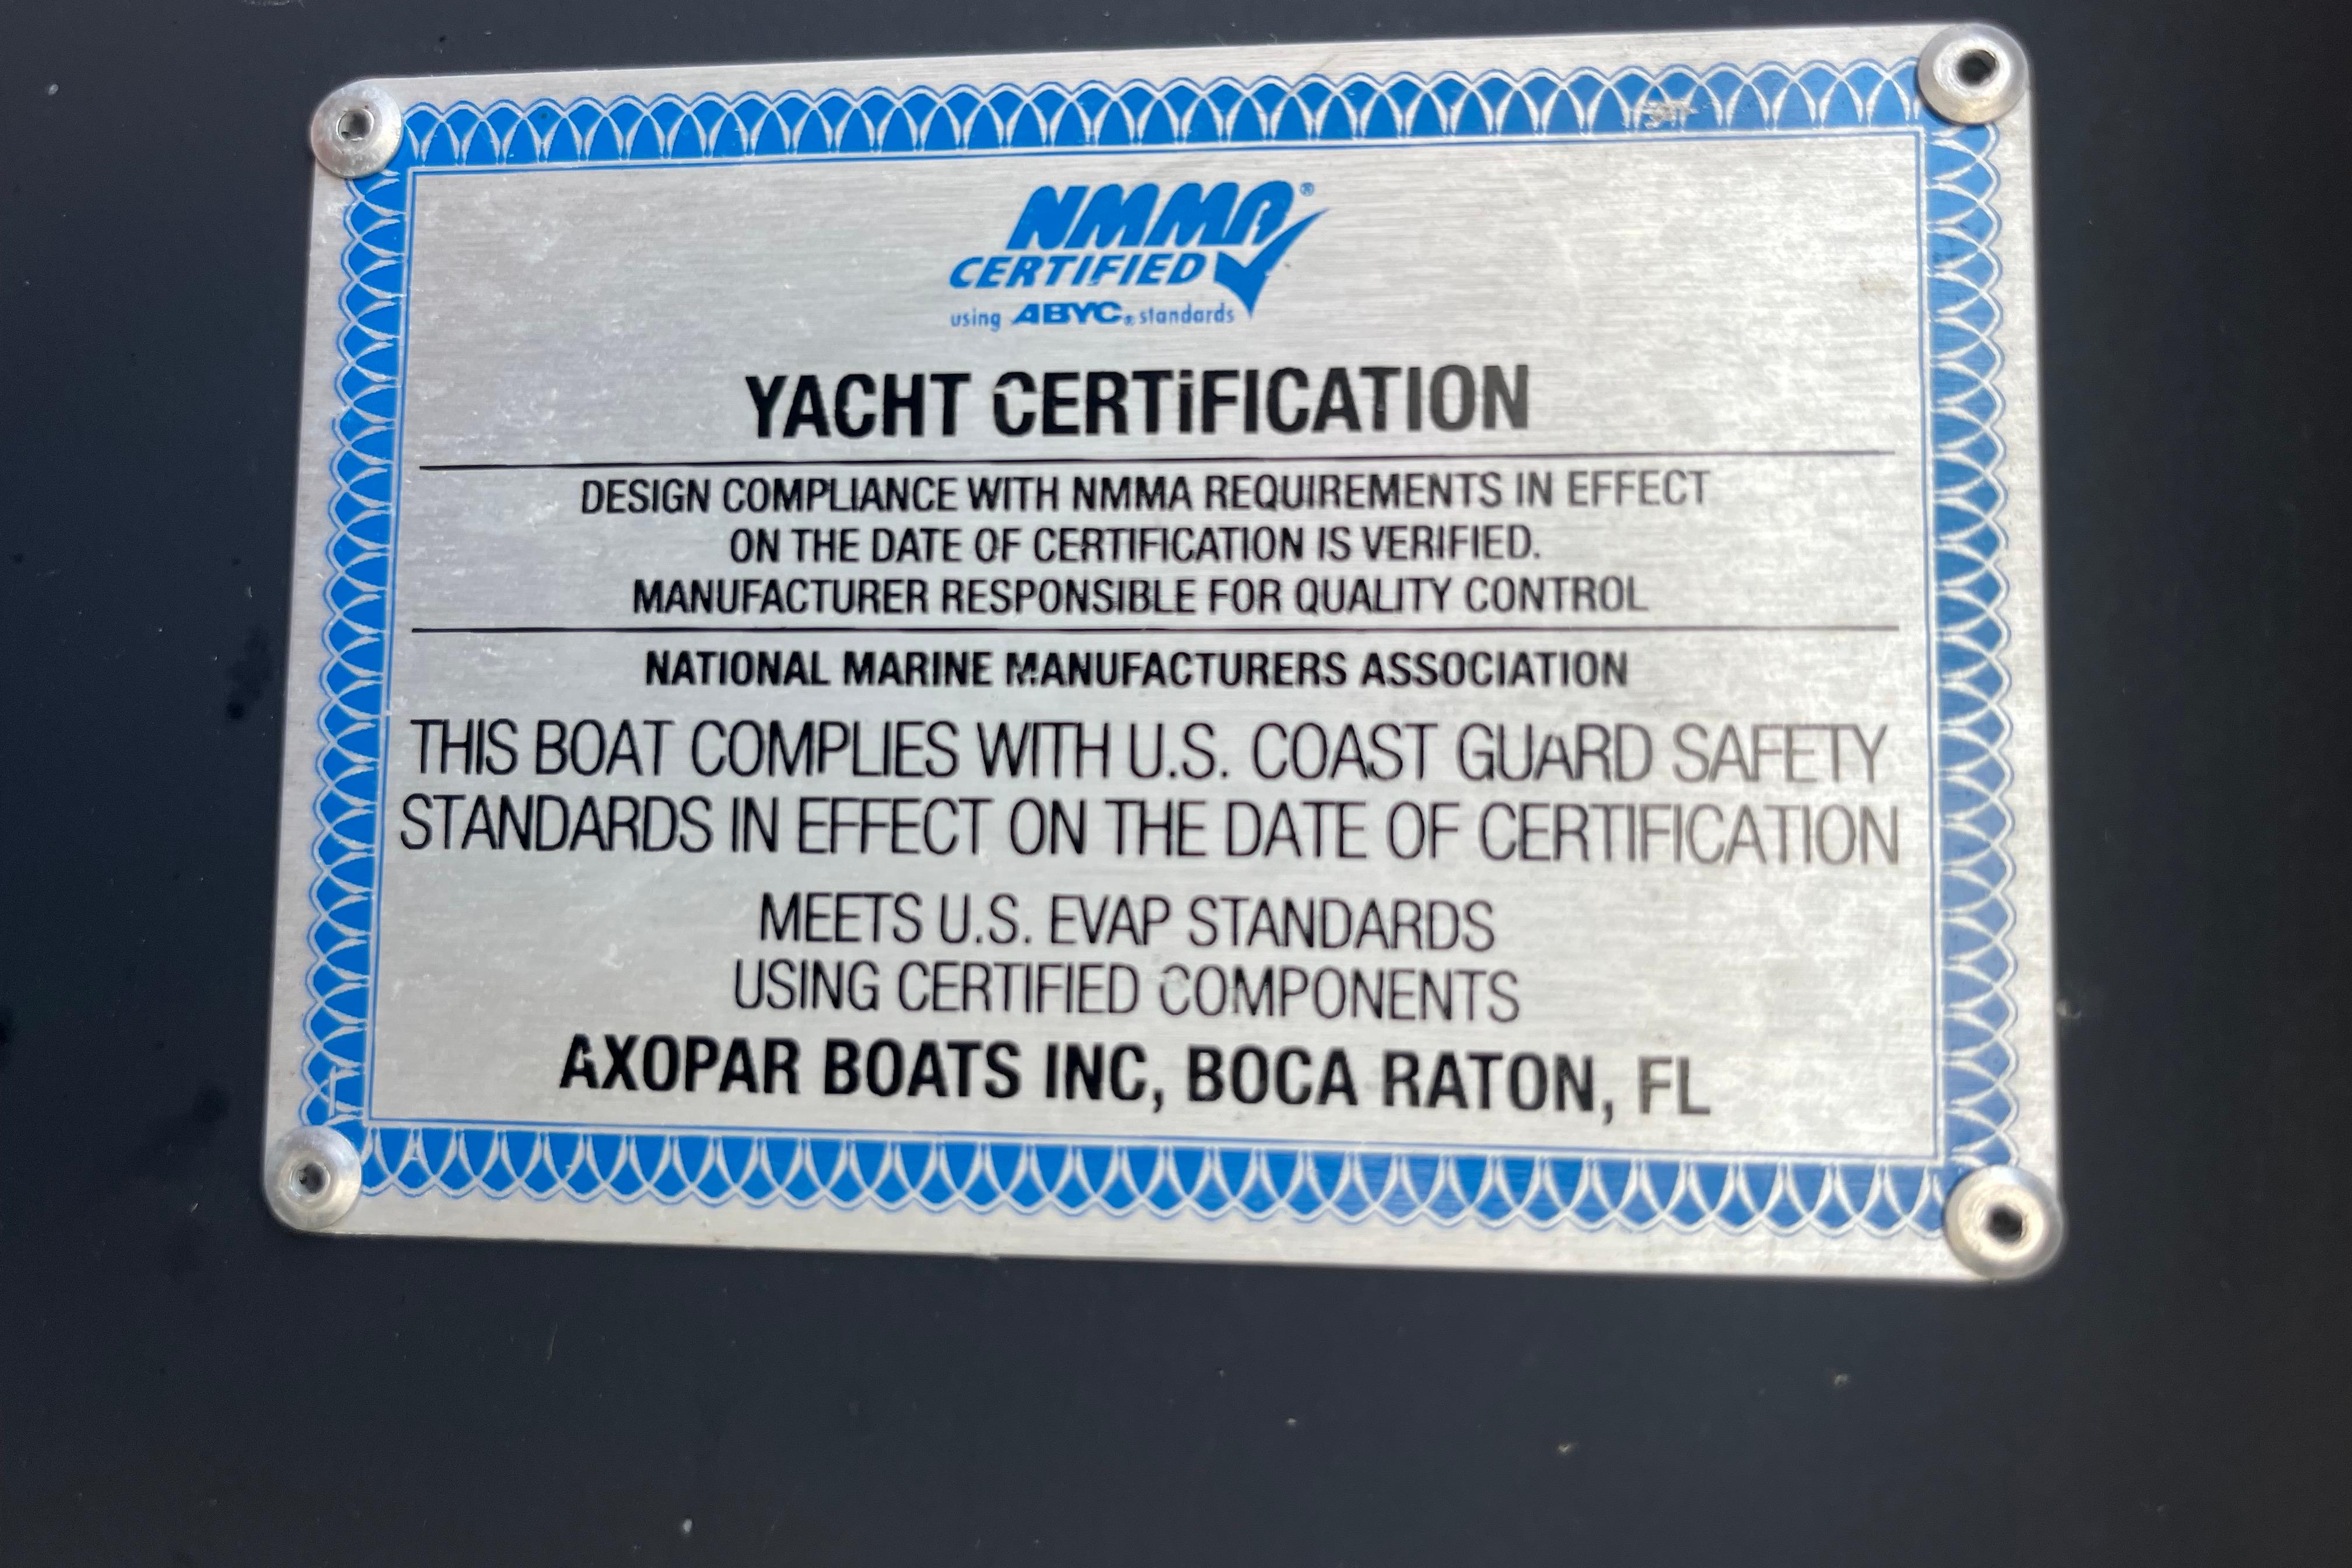 NMMA®
CERTIFIED
using ABYC® standards
YACHT CERTIFICATION
DESIGN COMPLIANCE WITH NMMA REQUIREMENTS IN EFFECT
ON THE DATE OF CERTIFICATION IS VERIFIED.
MANUFACTURER RESPONSIBLE FOR QUALITY CONTROL
NATIONAL MARINE MANUFACTURERS ASSOCIATION
THIS BOAT COMPLIES WITH U.S. COAST GUARD SAFETY
STANDARDS IN EFFECT ON THE DATE OF CERTIFICATION
MEETS U.S. EVAP STANDARDS
USING CERTIFIED COMPONENTS
AXOPAR BOATS INC, BOCA RATON, FL